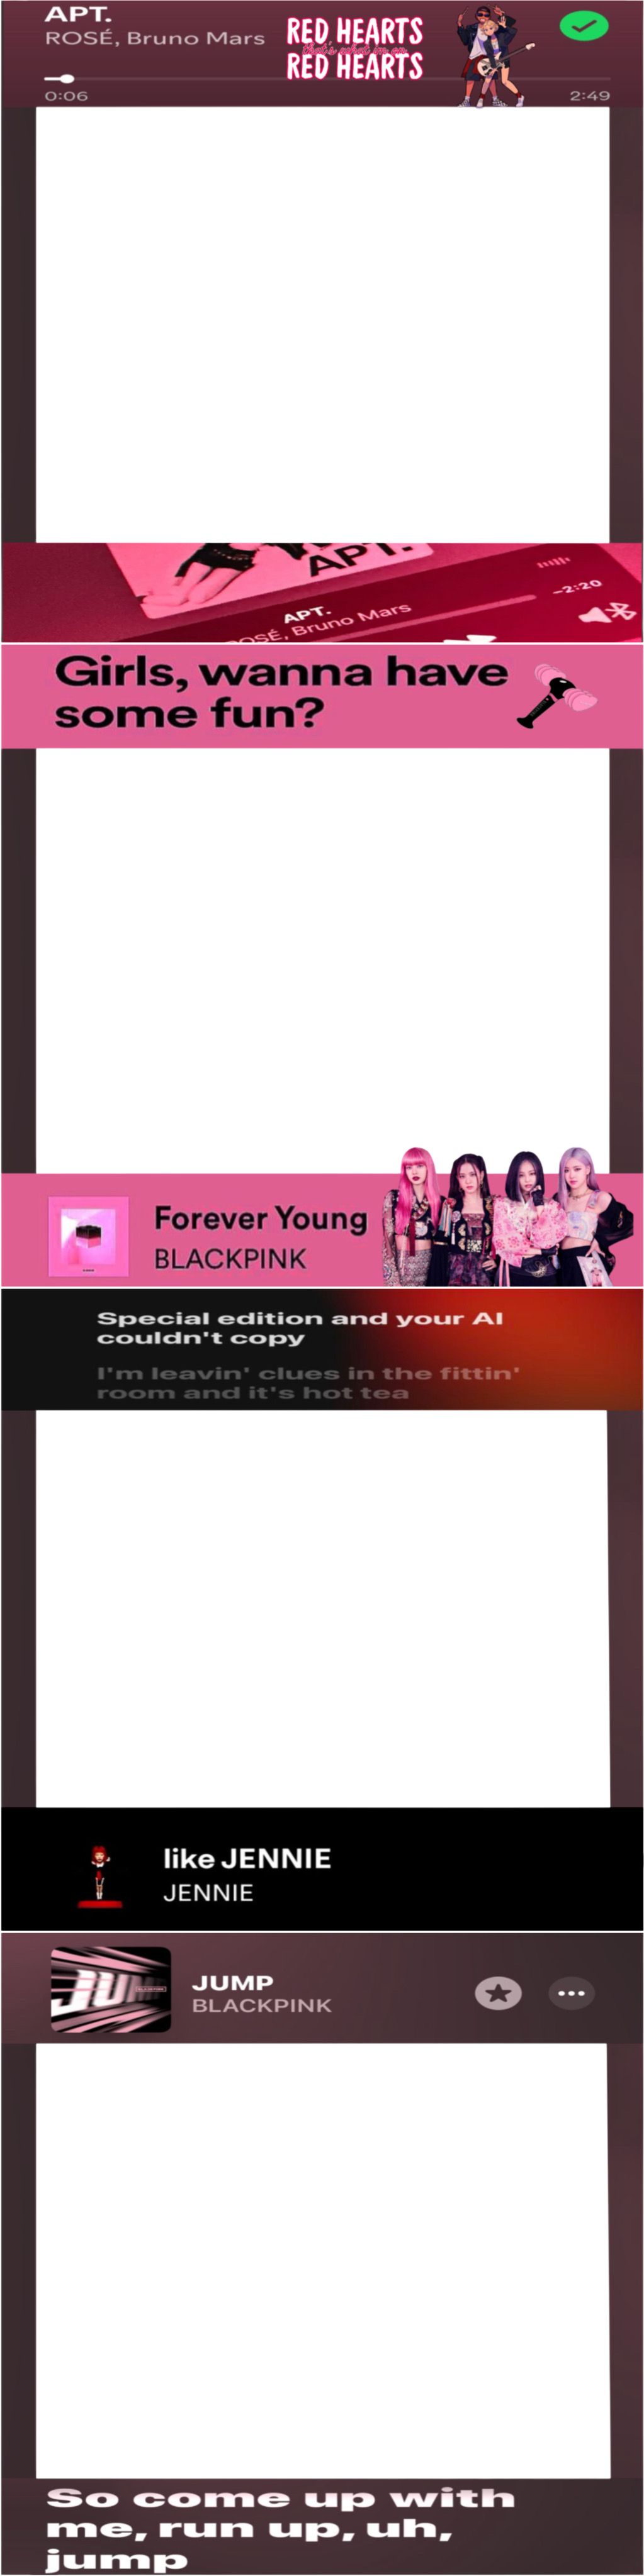 APT.
ROSÉ, Bruno Mars
RED HEARTS
that's what im on
RED HEARTS
0:06
2:49
APT.
APT.
ROSÉ, Bruno Mars
-2:20
Girls, wanna have
some fun?
Forever Young
BLACKPINK
Special edition and your AI
couldn't copy
I'm leavin' clues in the fittin'
room and it's hot tea
like JENNIE
JENNIE
JUMP
JUMP
BLACKPINK
So come up with
me, run up, uh,
jump